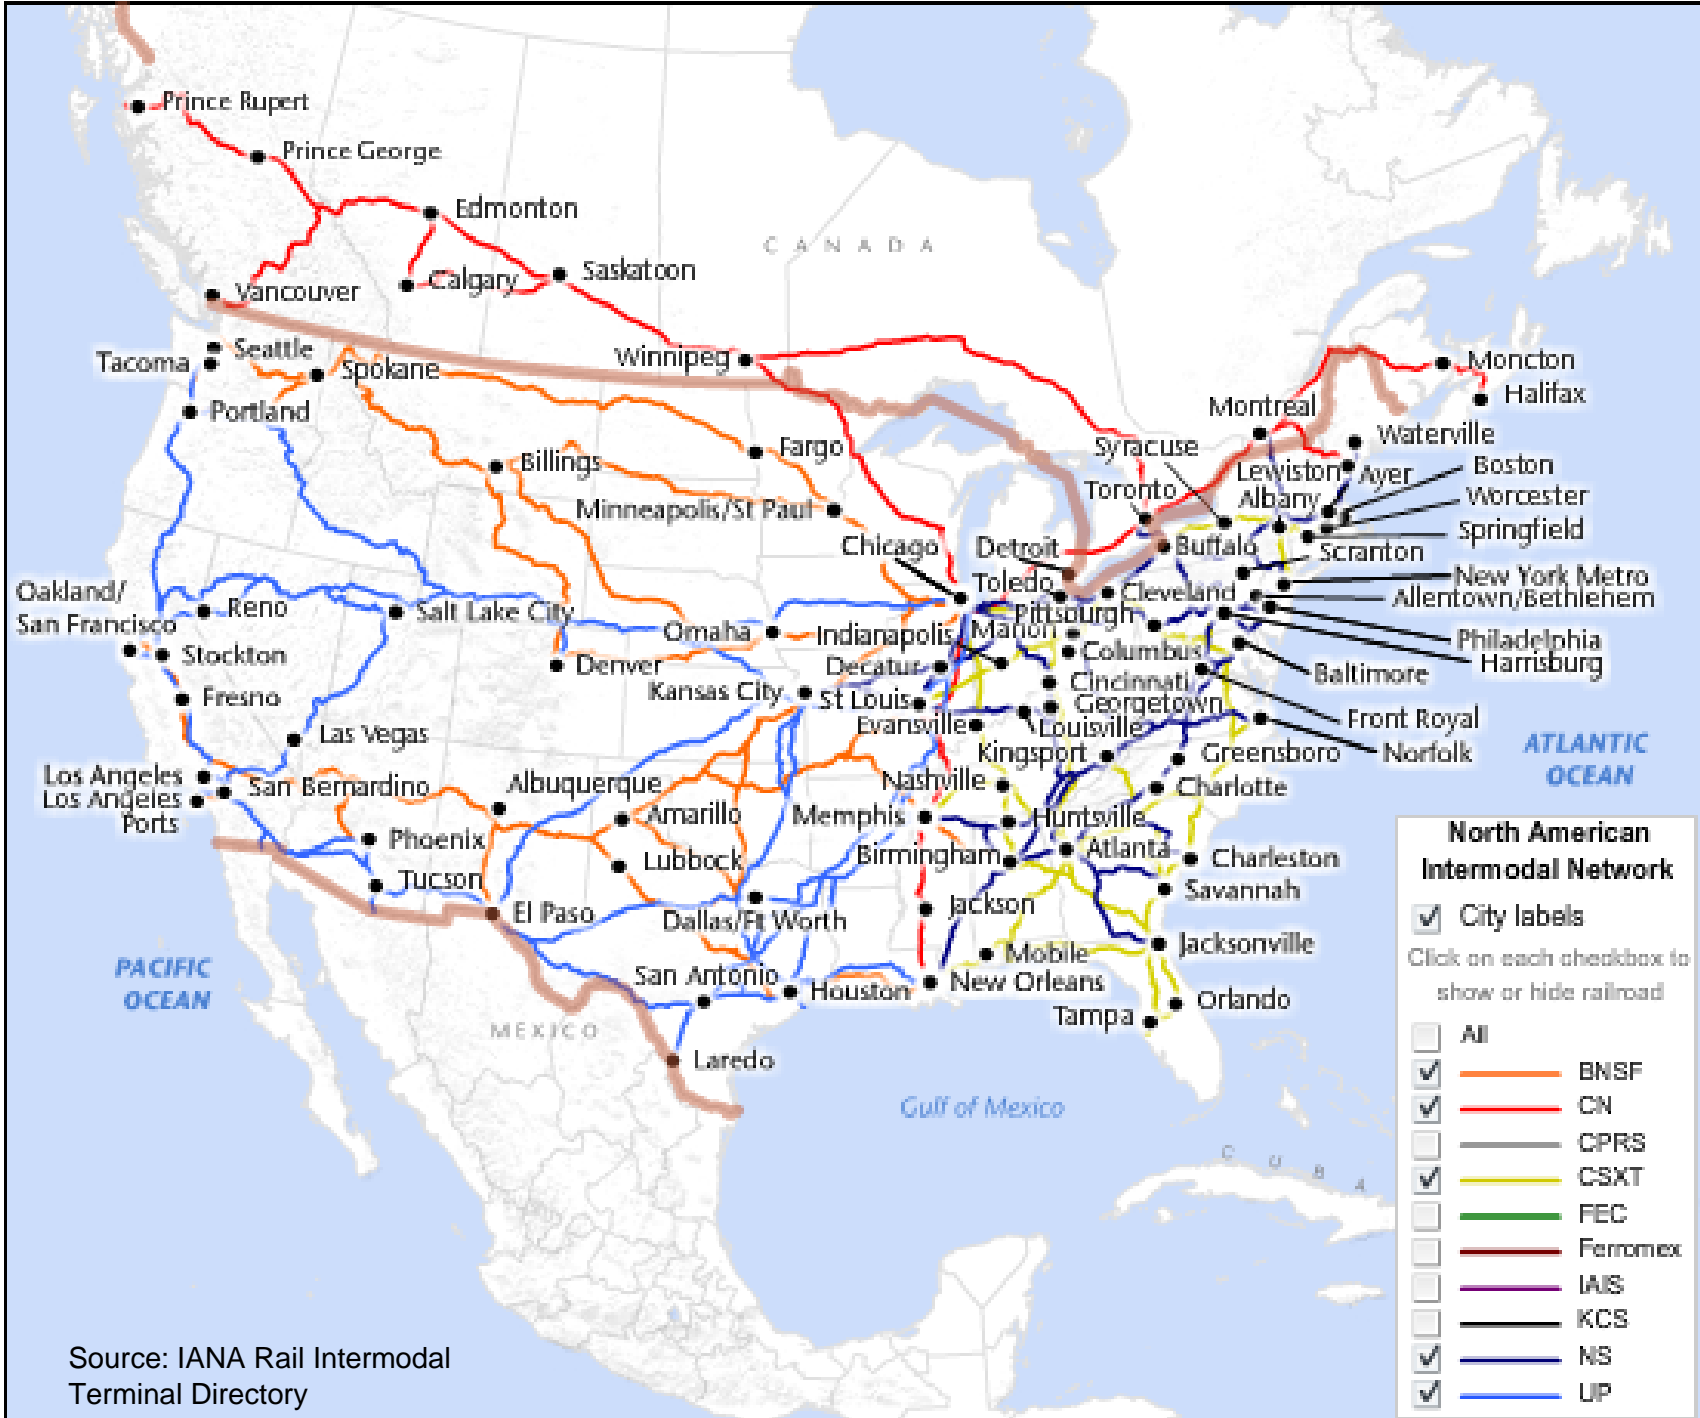 Prince Rupert
Prince George
Edmonton
CANADA
Calgary
Saskatoon
Vancouver
Seattle
Tacoma
Spokane
Winnipeg
Moncton
Halifax
Portland
Montreal
Waterville
Billings
Fargo
Syracuse
Lewiston
Ayer
Boston
Toronto
Albany
Worcester
Minneapolis/St Paul
Springfield
Chicago
Detroit
Buffalo
Scranton
Toledo
Cleveland
New York Metro
Oakland/
San Francisco
Reno
Salt Lake City
Pittsburgh
Allentown/Bethlehem
Omaha
Indianapolis
Marion
Philadelphia
Stockton
Denver
Decatur
Columbus
Harrisburg
Baltimore
Fresno
Kansas City
St Louis
Cincinnati
Georgetown
Front Royal
Las Vegas
Evansville
Louisville
Norfolk
Kingsport
Greensboro
ATLANTIC
OCEAN
Los Angeles
San Bernardino
Albuquerque
Nashville
Charlotte
Los Angeles
Ports
Amarillo
Memphis
Huntsville
Phoenix
Lubbock
Birmingham
Atlanta
Charleston
Tucson
Savannah
El Paso
Dallas/Ft Worth
Jackson
Jacksonville
Mobile
PACIFIC
OCEAN
San Antonio
Houston
New Orleans
Orlando
Tampa
MEXICO
Laredo
Gulf of Mexico
CUBA
North American
Intermodal Network
City labels
Click on each checkbox to
show or hide railroad
All
BNSF
CN
CPRS
CSXT
FEC
Ferromex
IAIS
KCS
NS
UP
Source: IANA Rail Intermodal
Terminal Directory